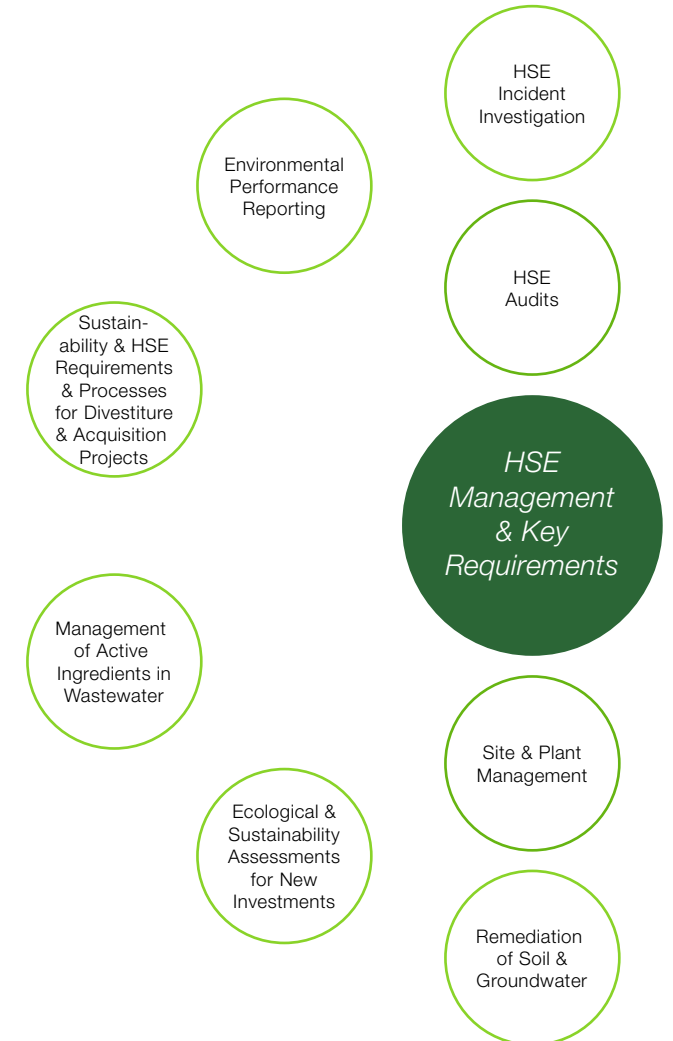 HSE
Incident
Investigation
Environmental
Performance
Reporting
HSE
Audits
Sustain-
ability & HSE
Requirements
& Processes
for Divestiture
& Acquisition
Projects
HSE
Management
& Key
Requirements
Management
of Active
Ingredients in
Wastewater
Site & Plant
Management
Ecological &
Sustainability
Assessments
for New
Investments
Remediation
of Soil &
Groundwater